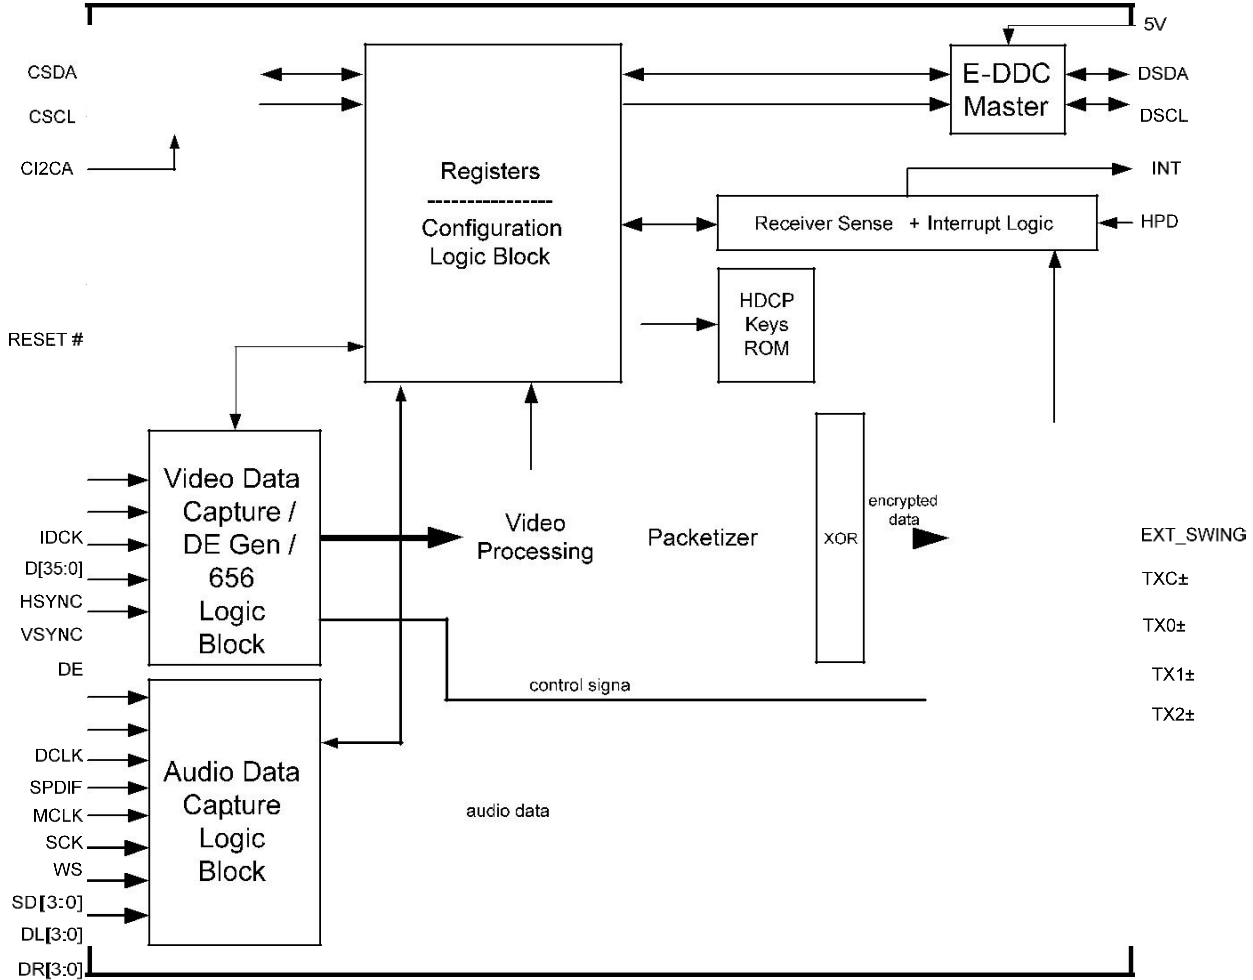 5V
CSDA
E-DDC
Master
DSDA
CSCL
DSCL
CI2CA
Registers
----------------
Configuration
Logic Block
INT
Receiver Sense + Interrupt Logic
HPD
HDCP
Keys
ROM
RESET #
Video Data
Capture /
DE Gen /
656
Logic
Block
Video
Processing
Packetizer
XOR
encrypted
data
IDCK
D[35:0]
HSYNC
VSYNC
DE
EXT_SWING
TXC±
TX0±
TX1±
TX2±
control signa
DCLK
SPDIF
MCLK
SCK
WS
SD[3:0]
DL[3:0]
DR[3:0]
Audio Data
Capture
Logic
Block
audio data